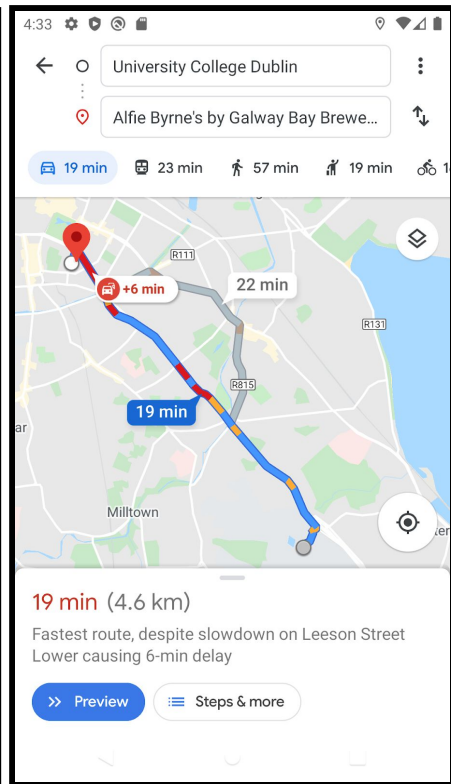 4:33
University College Dublin
Alfie Byrne's by Galway Bay Brewe...
19 min 23 min 57 min 19 min
R111
+6 min
22 min
R131
R815
19 min
ar
Milltown
ter
19 min (4.6 km)
Fastest route, despite slowdown on Leeson Street
Lower causing 6-min delay
Preview Steps & more